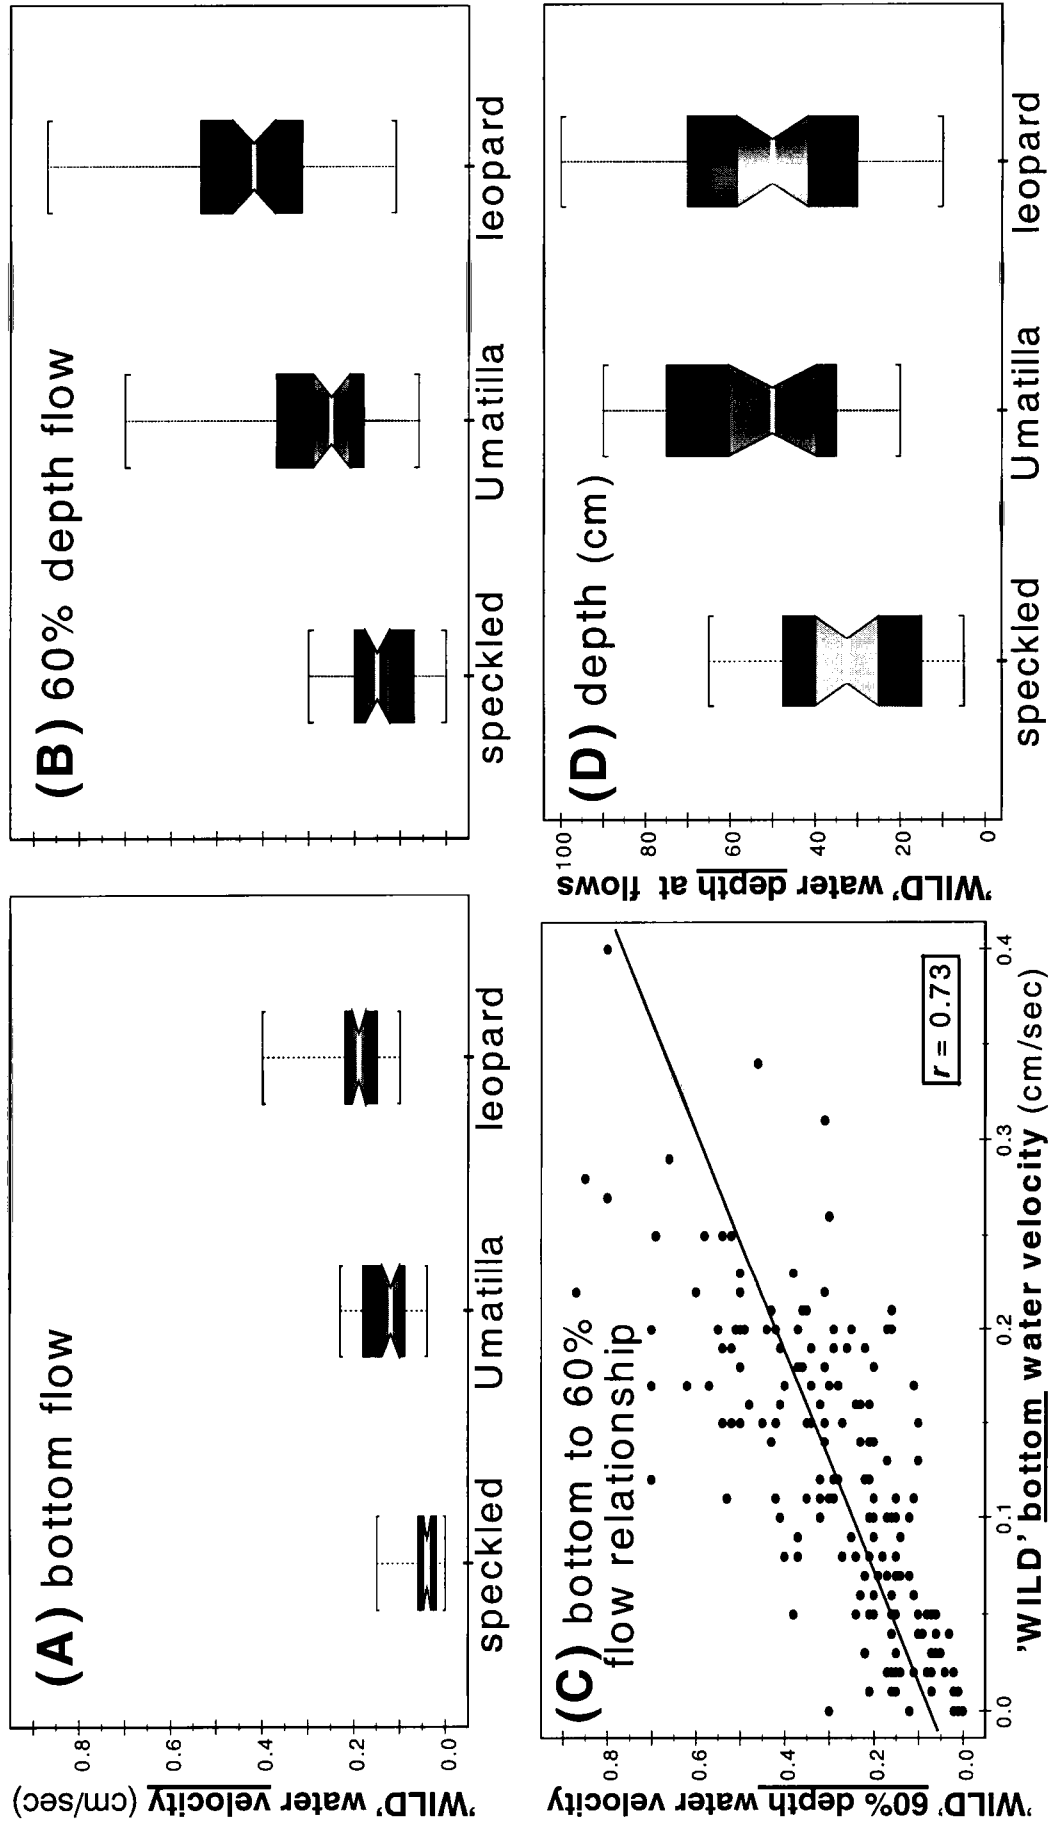 (A) bottom flow
'WILD' water velocity (cm/sec)
0.8
0.6
0.4
0.2
0.0
speckled Umatilla leopard
(B) 60% depth flow
speckled Umatilla leopard
(C) bottom to 60%
flow relationship
'WILD' 60% depth water velocity
0.8
0.6
0.4
0.2
0.0
r = 0.73
0.0 0.1 0.2 0.3 0.4
'WILD' bottom water velocity (cm/sec)
(D) depth (cm)
'WILD' water depth at flows
100
80
60
40
20
0
speckled Umatilla leopard